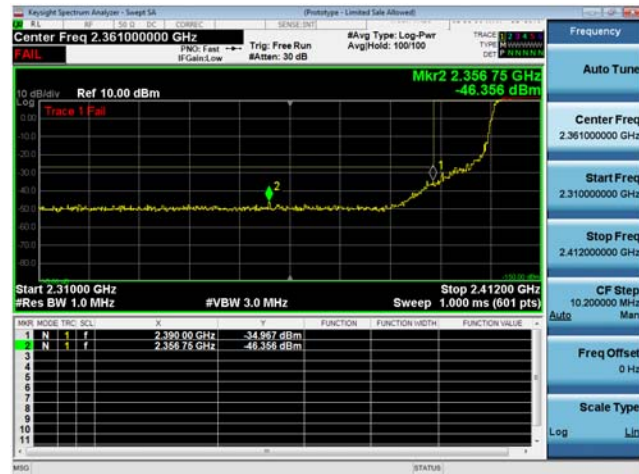 Keysight Spectrum Analyzer - Swept SA
(Prototype - Limited Sale Allowed)
RL RF 50 Ω DC CORREC SENSE:INT
Center Freq 2.361000000 GHz
FAIL
PNO: Fast
IFGain:Low
Trig: Free Run
#Atten: 30 dB
#Avg Type: Log-Pwr
Avg|Hold: 100/100
TRACE 1 2 3 4 5 6
TYPE M W W W W W
DET P N N N N N
Mkr2 2.356 75 GHz
-46.356 dBm
10 dB/div
Log
Ref 10.00 dBm
Trace 1 Fail
0.00
-10.0
-20.0
-30.0
-40.0
-50.0
-60.0
-70.0
-80.0
1
2
Start 2.31000 GHz
Stop 2.41200 GHz
#Res BW 1.0 MHz
#VBW 3.0 MHz
Sweep 1.000 ms (601 pts)
MKR MODE TRC SCL X Y FUNCTION FUNCTION WIDTH FUNCTION VALUE
1 N 1 f 2.390 00 GHz -34.967 dBm
2 N 1 f 2.356 75 GHz -46.356 dBm
3
4
5
6
7
8
9
10
11
MSG
STATUS
Frequency
Auto Tune
Center Freq
2.361000000 GHz
Start Freq
2.310000000 GHz
Stop Freq
2.412000000 GHz
CF Step
10.200000 MHz
Auto Man
Freq Offset
0 Hz
Scale Type
Log Lin